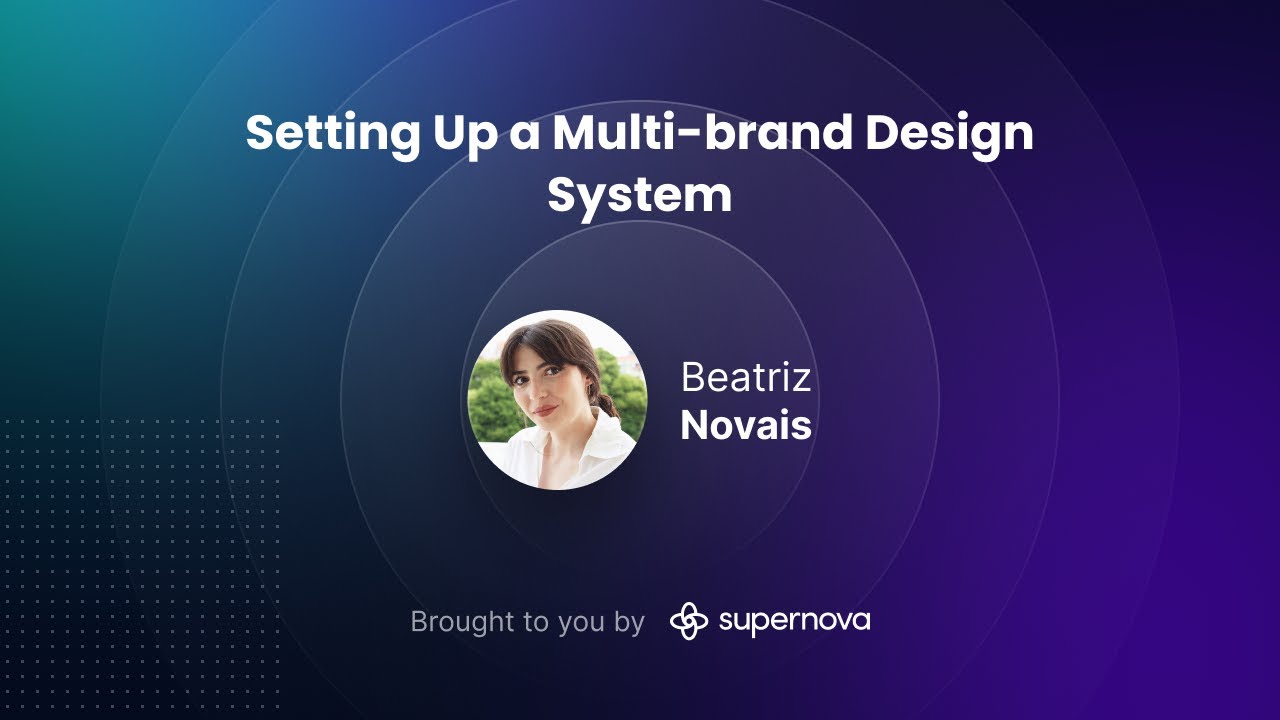 Setting Up a Multi-brand Design
System
Beatriz
Novais
Brought to you by supernova